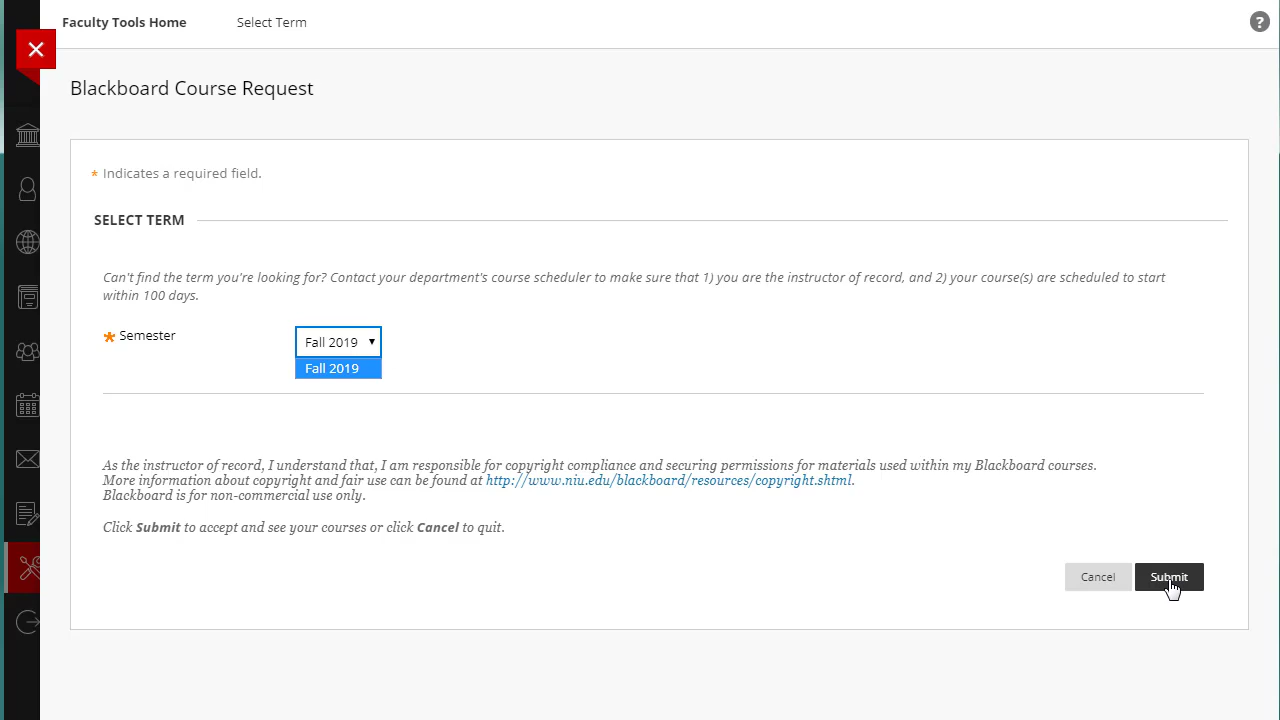 Faculty Tools Home Select Term ?
Blackboard Course Request
* Indicates a required field.
SELECT TERM
Can't find the term you're looking for? Contact your department's course scheduler to make sure that 1) you are the instructor of record, and 2) your course(s) are scheduled to start
within 100 days.
* Semester Fall 2019
Fall 2019
As the instructor of record, I understand that, I am responsible for copyright compliance and securing permissions for materials used within my Blackboard courses.
More information about copyright and fair use can be found at http://www.niu.edu/blackboard/resources/copyright.shtml.
Blackboard is for non-commercial use only.
Click Submit to accept and see your courses or click Cancel to quit.
Cancel Submit